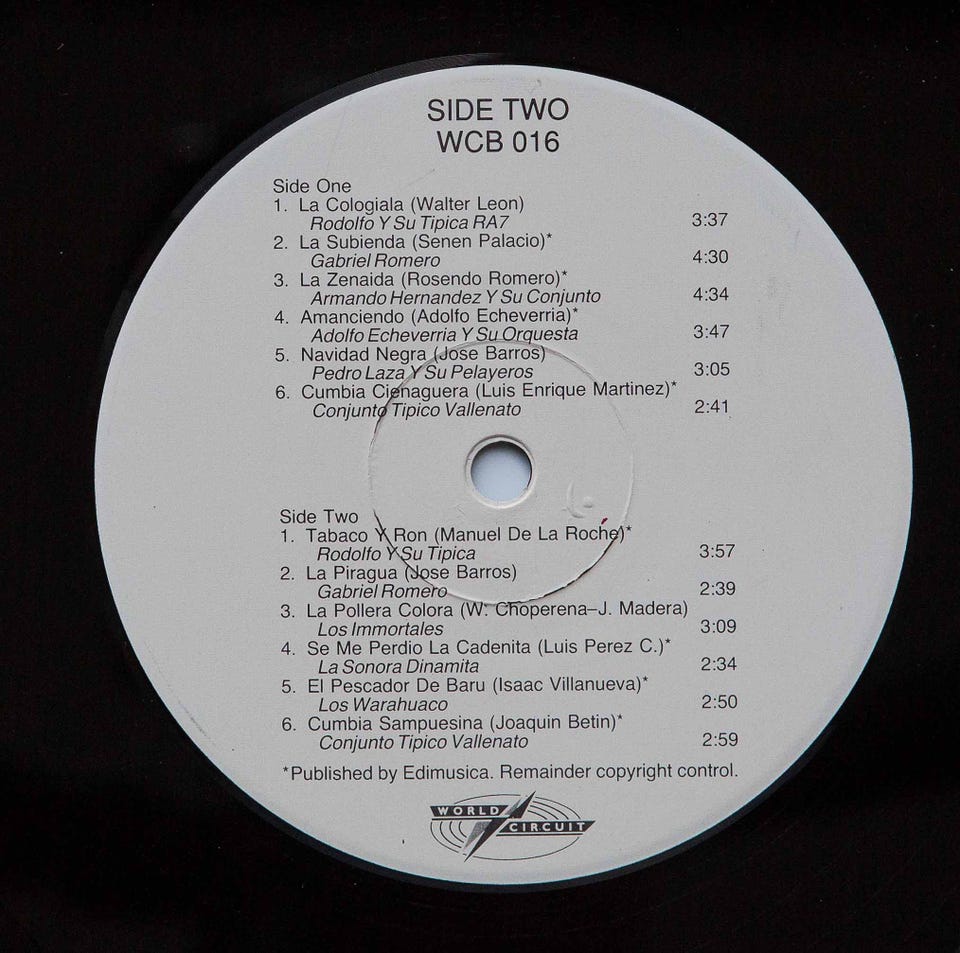 SIDE TWO
WCB 016
Side One
1. La Cologiala (Walter Leon)
Rodolfo Y Su Tipica RA7 3:37
2. La Subienda (Senen Palacio)*
Gabriel Romero 4:30
3. La Zenaida (Rosendo Romero)*
Armando Hernandez Y Su Conjunto 4:34
4. Amanciendo (Adolfo Echeverria)*
Adolfo Echeverria Y Su Orquesta 3:47
5. Navidad Negra (Jose Barros)
Pedro Laza Y Su Pelayeros 3:05
6. Cumbia Cienaguera (Luis Enrique Martinez)*
Conjunto Tipico Vallenato 2:41
Side Two
1. Tabaco Y Ron (Manuel De La Roche)*
Rodolfo Y Su Tipica 3:57
2. La Piragua (Jose Barros)
Gabriel Romero 2:39
3. La Pollera Colora (W. Choperena–J. Madera)
Los Immortales 3:09
4. Se Me Perdio La Cadenita (Luis Perez C.)*
La Sonora Dinamita 2:34
5. El Pescador De Baru (Isaac Villanueva)*
Los Warahuaco 2:50
6. Cumbia Sampuesina (Joaquin Betin)*
Conjunto Tipico Vallenato 2:59
*Published by Edimusica. Remainder copyright control.
WORLD
CIRCUIT